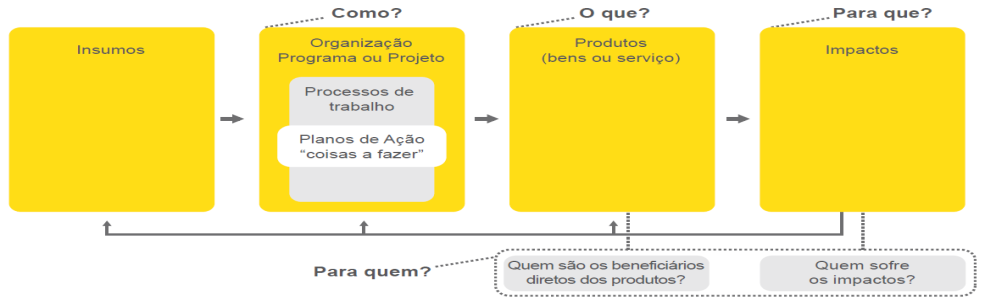 Como?
O que?
Para que?
Insumos
Organização
Programa ou Projeto
Processos de
trabalho
Planos de Ação
“coisas a fazer”
Produtos
(bens ou serviço)
Impactos
Para quem?
Quem são os beneficiários
diretos dos produtos?
Quem sofre
os impactos?